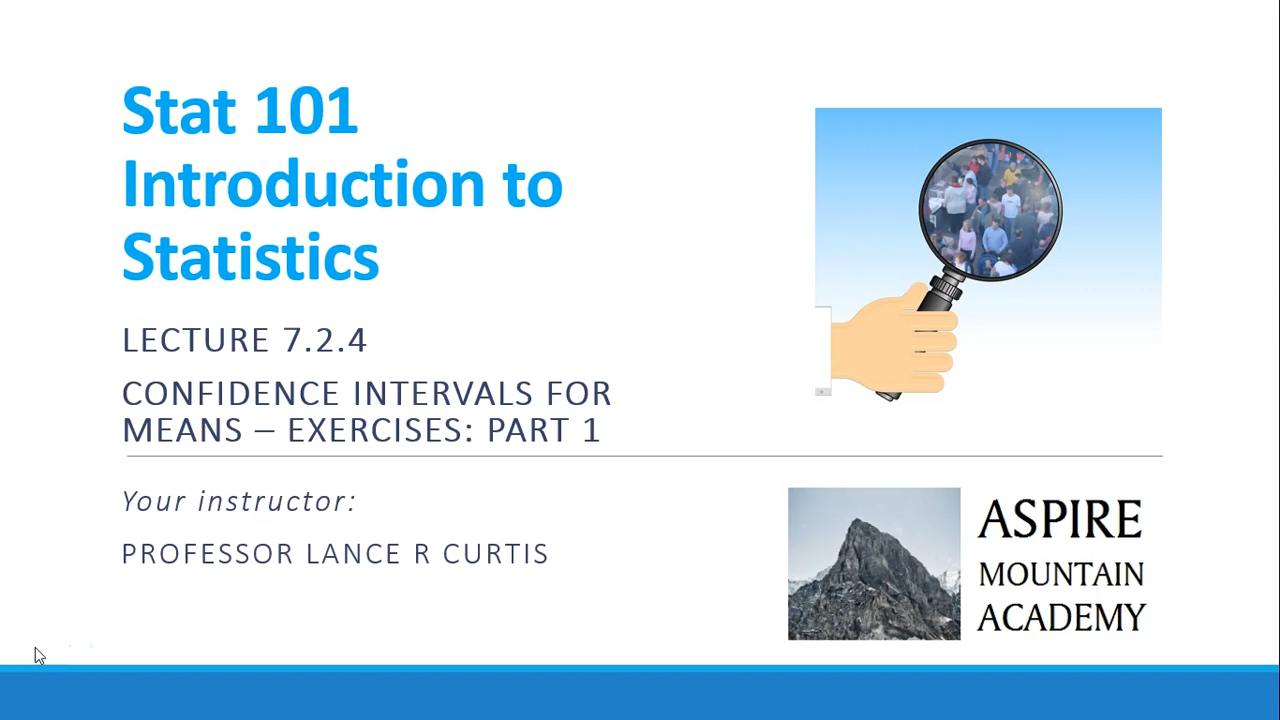 Stat 101
Introduction to
Statistics
LECTURE 7.2.4
CONFIDENCE INTERVALS FOR
MEANS – EXERCISES: PART 1
Your instructor:
PROFESSOR LANCE R CURTIS
ASPIRE
MOUNTAIN
ACADEMY